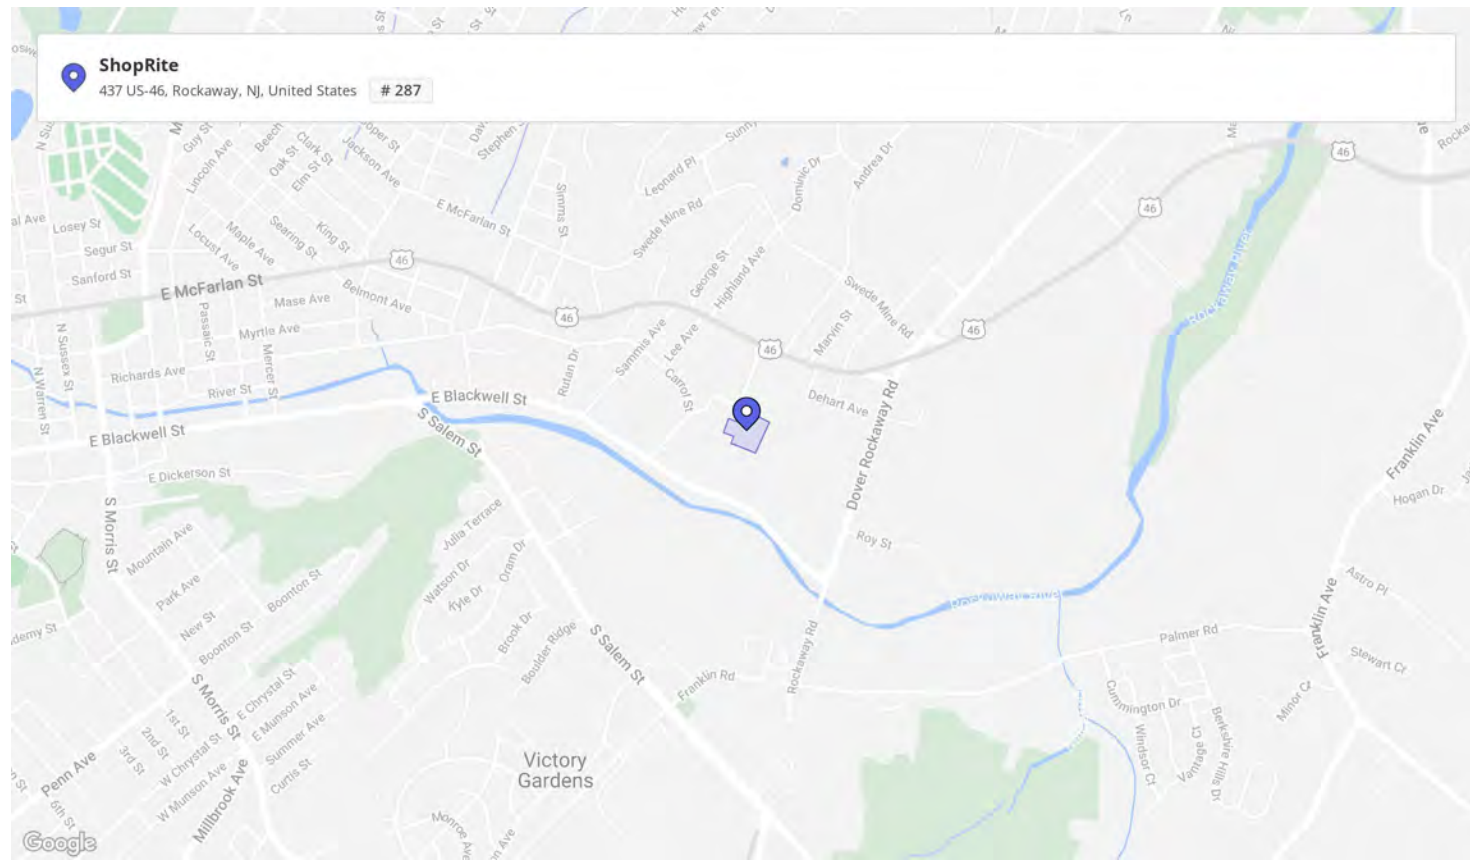 ShopRite
437 US-46, Rockaway, NJ, United States
# 287
Sunny
Guy St
Lincoln Ave
Beech
Oak St
Clark St
Elm St
Jackson Ave
Stephen
Leonard Pl
Dominic Dr
Andrea Dr
46
46
Losey St
Segur St
Sanford St
Locust Ave
Maple Ave
Searing St
King St
E McFarlan St
Simms St
Swede Mine Rd
46
E McFarlan St
Mase Ave
Belmont Ave
George St
Highland Ave
Swede Mine Rd
Rockaway River
Passaic St
Myrtle Ave
Mercer St
46
Sammis Ave
Lee Ave
46
Marvin St
46
N Sussex St
N Warren St
Richards Ave
River St
Rutan Dr
Carrol St
Dehart Ave
Dover Rockaway Rd
Franklin Ave
E Blackwell St
E Blackwell St
S Salem St
E Dickerson St
Hogan Dr
S Morris St
Mountain Ave
Julia Terrace
Roy St
Park Ave
Boonton St
Watson Dr
Oram Dr
Kyle Dr
Astro Pl
Rockaway River
New St
Boonton St
Brook Dr
Boulder Ridge
S Salem St
Rockaway Rd
Palmer Rd
Franklin Ave
Stewart Cr
Franklin Rd
S Morris St
E Chrystal St
E Munson Ave
Summer Ave
Curtis St
1st St
2nd St
3rd St
W Chrystal St
W Munson Ave
Millbrook Ave
Penn Ave
6th St
Victory
Gardens
Monroe Ave
Cummington Dr
Windsor Ct
Vantage Ct
Berkshire Hills Dr
Minor Cr
Google